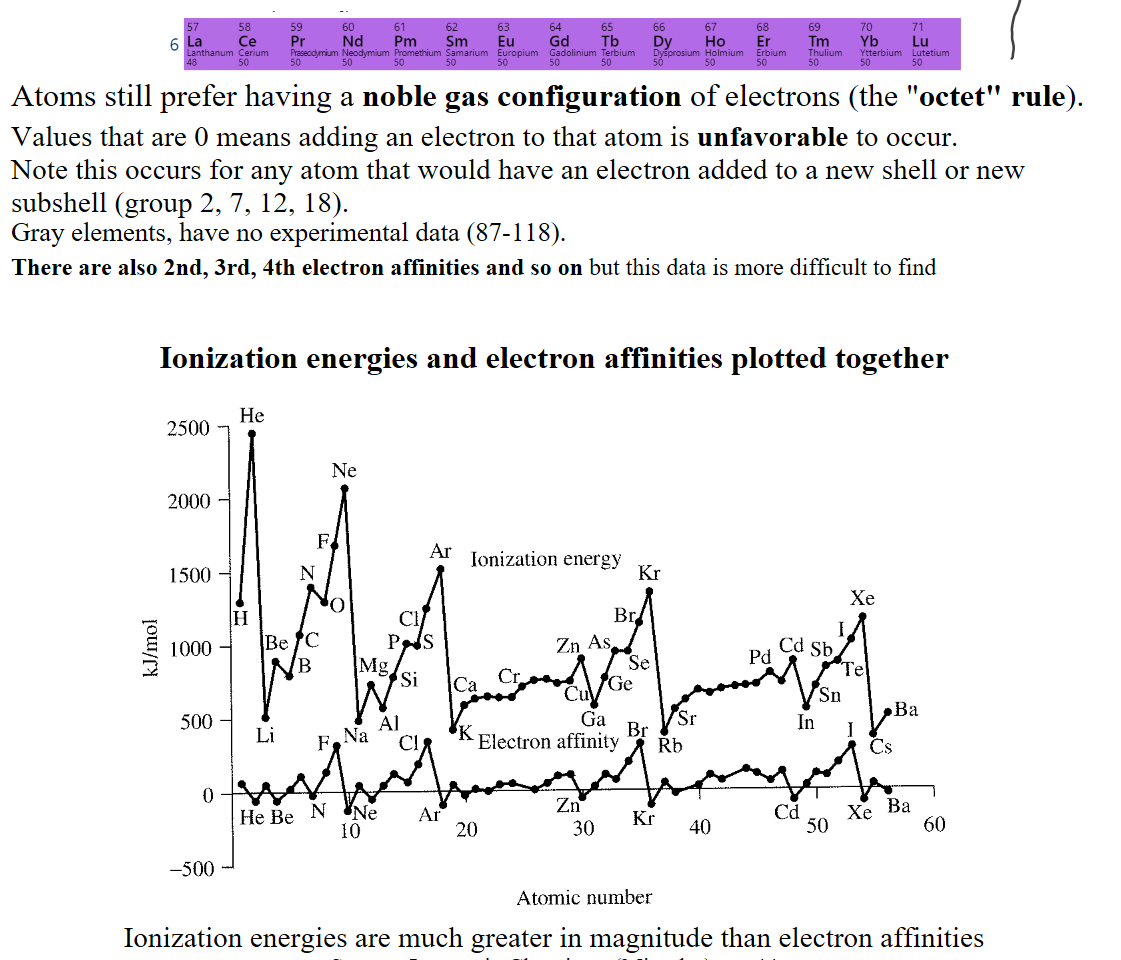 57 58 59 60 61 62 63 64 65 66 67 68 69 70 71
6 La Ce Pr Nd Pm Sm Eu Gd Tb Dy Ho Er Tm Yb Lu
Lanthanum Cerium Praseodymium Neodymium Promethium Samarium Europium Gadolinium Terbium Dysprosium Holmium Erbium Thulium Ytterbium Lutetium
48 50 50 50 50 50 50 50 50 50 50 50 50 50 50
Atoms still prefer having a noble gas configuration of electrons (the "octet" rule).
Values that are 0 means adding an electron to that atom is unfavorable to occur.
Note this occurs for any atom that would have an electron added to a new shell or new
subshell (group 2, 7, 12, 18).
Gray elements, have no experimental data (87-118).
There are also 2nd, 3rd, 4th electron affinities and so on but this data is more difficult to find
Ionization energies and electron affinities plotted together
He
2500
Ne
2000
F
Ar Ionization energy
1500 N Kr
O
H Cl Br Xe
Be C P S Zn As I
1000 B Mg Si Se Pd Cd Sb Te
kJ/mol
Ca Cr Cu Ge Sn
500 Al Ga Sr In Ba
Li F Na Cl K Electron affinity Br Rb I Cs
0
He Be N Ne Ar Zn Kr Cd Xe Ba
10 20 30 40 50 60
–500
Atomic number
Ionization energies are much greater in magnitude than electron affinities